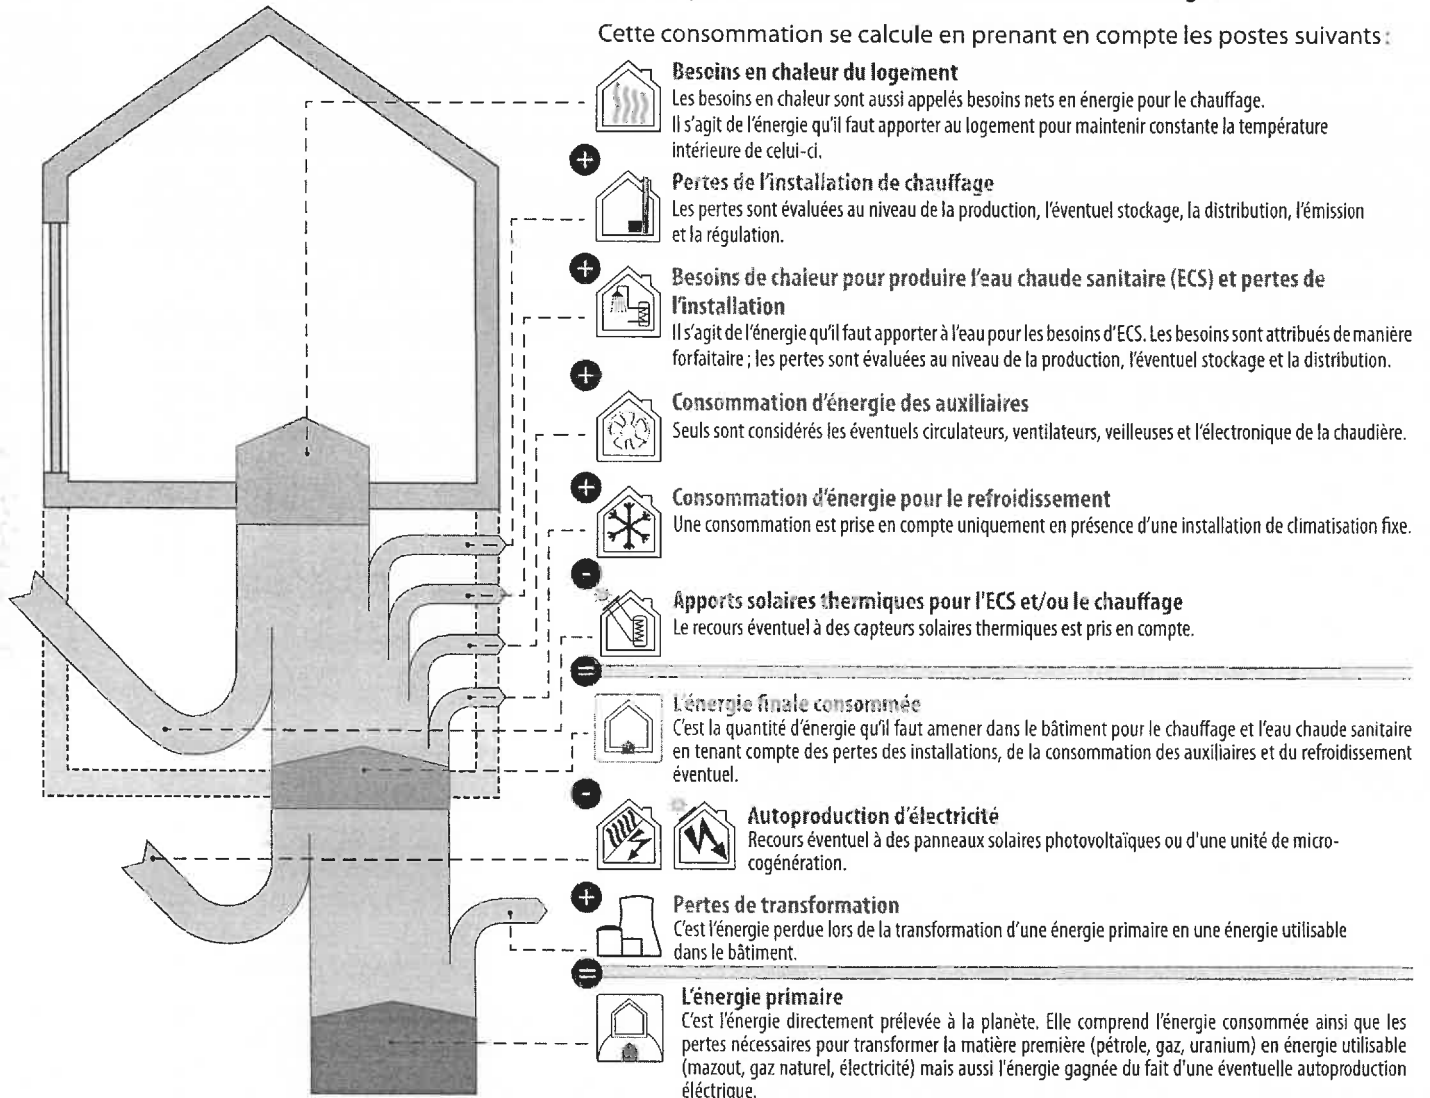 Cette consommation se calcule en prenant en compte les postes suivants :
Besoins en chaleur du logement
Les besoins en chaleur sont aussi appelés besoins nets en énergie pour le chauffage.
Il s'agit de l'énergie qu'il faut apporter au logement pour maintenir constante la température
intérieure de celui-ci.
+
Pertes de l'installation de chauffage
Les pertes sont évaluées au niveau de la production, l'éventuel stockage, la distribution, l'émission
et la régulation.
+
Besoins de chaleur pour produire l'eau chaude sanitaire (ECS) et pertes de
l'installation
Il s'agit de l'énergie qu'il faut apporter à l'eau pour les besoins d'ECS. Les besoins sont attribués de manière
forfaitaire ; les pertes sont évaluées au niveau de la production, l'éventuel stockage et la distribution.
+
Consommation d'énergie des auxiliaires
Seuls sont considérés les éventuels circulateurs, ventilateurs, veilleuses et l'électronique de la chaudière.
+
Consommation d'énergie pour le refroidissement
Une consommation est prise en compte uniquement en présence d'une installation de climatisation fixe.
-
Apports solaires thermiques pour l'ECS et/ou le chauffage
Le recours éventuel à des capteurs solaires thermiques est pris en compte.
=
L'énergie finale consommée
C'est la quantité d'énergie qu'il faut amener dans le bâtiment pour le chauffage et l'eau chaude sanitaire
en tenant compte des pertes des installations, de la consommation des auxiliaires et du refroidissement
éventuel.
-
Autoproduction d'électricité
Recours éventuel à des panneaux solaires photovoltaïques ou d'une unité de micro-
cogénération.
+
Pertes de transformation
C'est l'énergie perdue lors de la transformation d'une énergie primaire en une énergie utilisable
dans le bâtiment.
=
L'énergie primaire
C'est l'énergie directement prélevée à la planète. Elle comprend l'énergie consommée ainsi que les
pertes nécessaires pour transformer la matière première (pétrole, gaz, uranium) en énergie utilisable
(mazout, gaz naturel, électricité) mais aussi l'énergie gagnée du fait d'une éventuelle autoproduction
éléctrique.